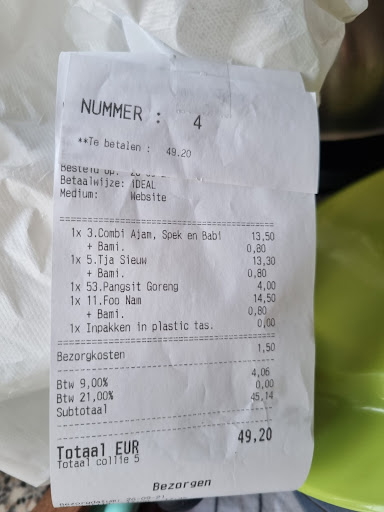 NUMMER : 4
**Te betalen : 49.20
Besteld op:
Betaalwijze: IDEAL
Medium: Website
1x 3.Combi Ajam, Spek en Babi 13,50
+ Bami. 0,80
1x 5.Tja Sieuw 13,30
+ Bami. 0,80
1x 53.Pangsit Goreng 4,00
1x 11.Foo Nam 14,50
+ Bami. 0,80
1x Inpakken in plastic tas. 0,00
Bezorgkosten 1,50
Btw 9,00% 4,06
Btw 21,00% 0,00
Subtotaal 45,14
Totaal EUR 49,20
Totaal collie 5
Bezorgen